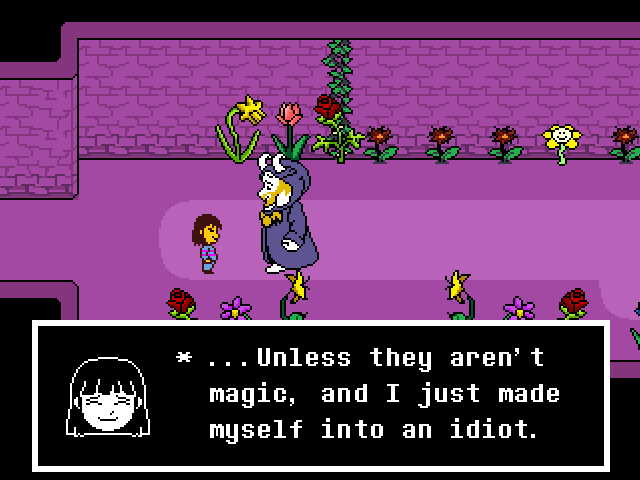 * ...Unless they aren't
magic, and I just made
myself into an idiot.